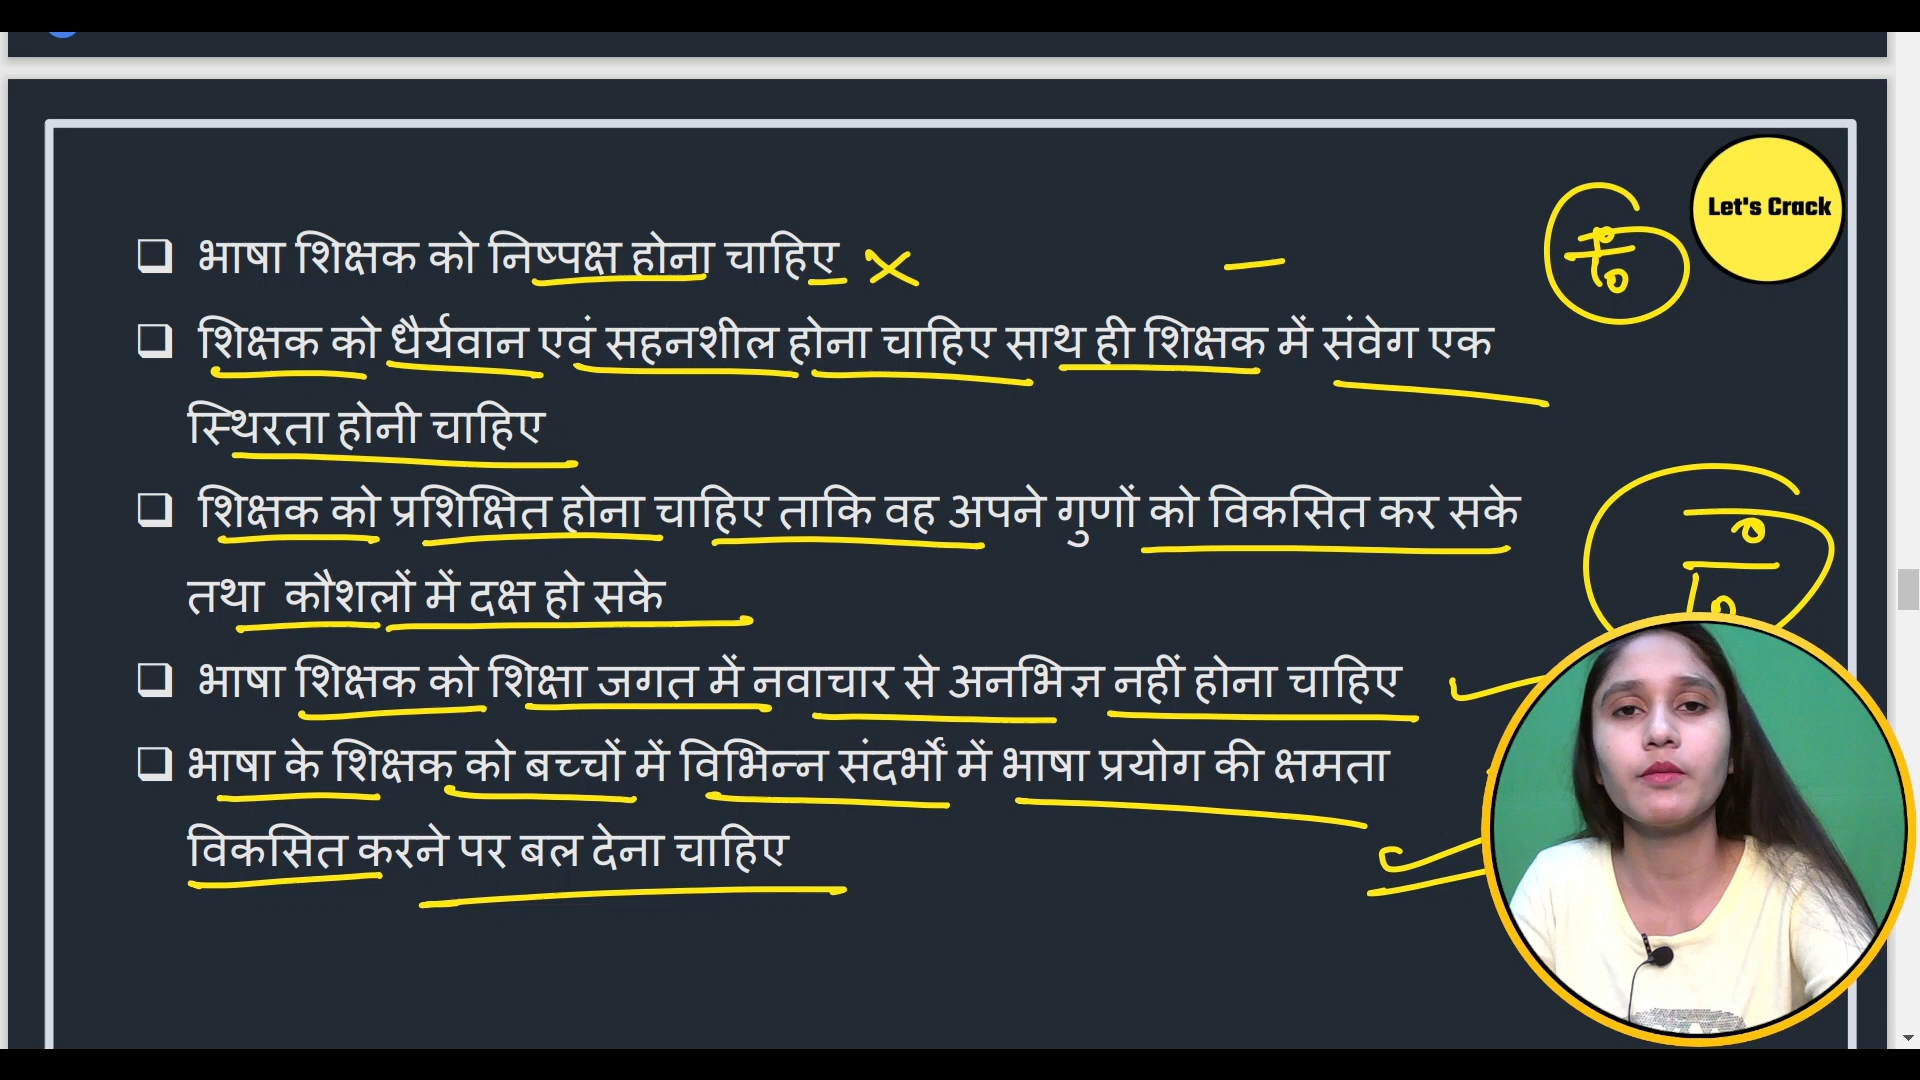 Let's Crack
❑ भाषा शिक्षक को निष्पक्ष होना चाहिए
❑ शिक्षक को धैर्यवान एवं सहनशील होना चाहिए साथ ही शिक्षक में संवेग एक
स्थिरता होनी चाहिए
❑ शिक्षक को प्रशिक्षित होना चाहिए ताकि वह अपने गुणों को विकसित कर सके
तथा कौशलों में दक्ष हो सके
❑ भाषा शिक्षक को शिक्षा जगत में नवाचार से अनभिज्ञ नहीं होना चाहिए
❑ भाषा के शिक्षक को बच्चों में विभिन्न संदर्भों में भाषा प्रयोग की क्षमता
विकसित करने पर बल देना चाहिए